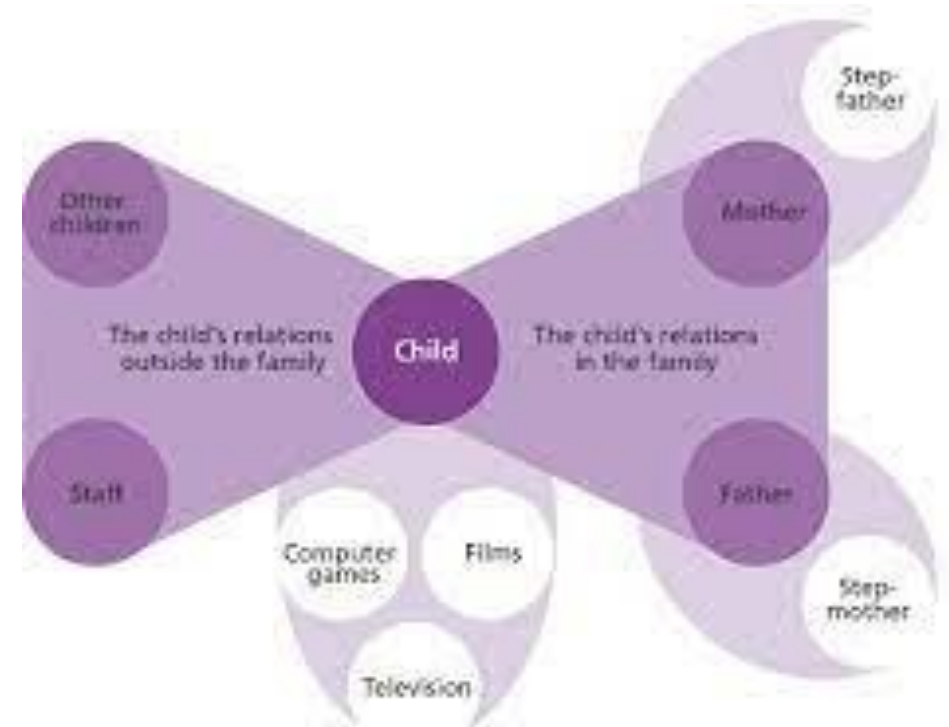 Step-
father
Other
children
Mother
The child's relations
outside the family
Child
The child's relations
in the family
Staff
Father
Computer
games
Films
Step-
mother
Television